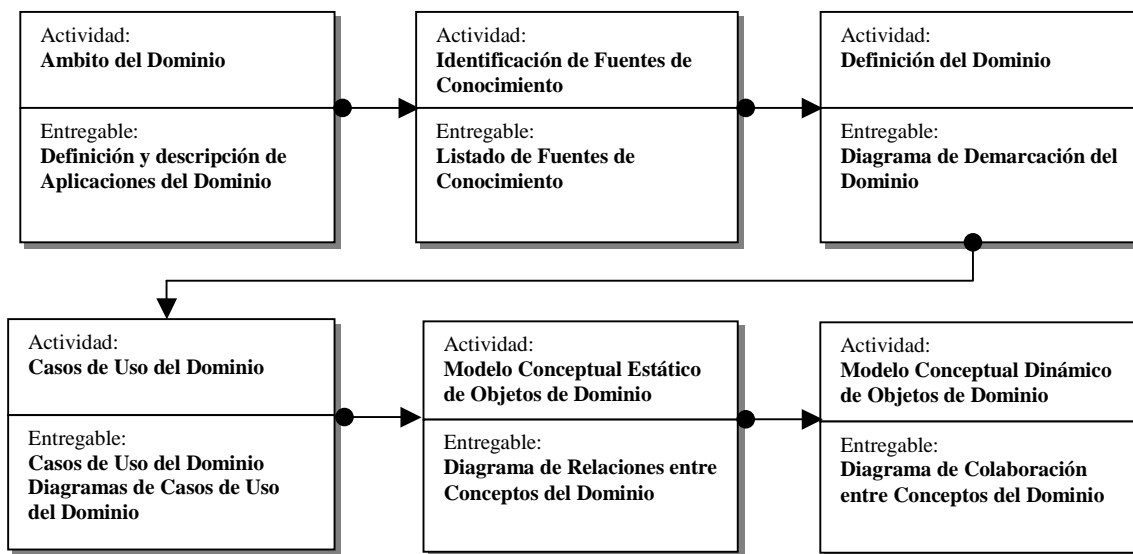 Actividad:
Ambito del Dominio
Entregable:
Definición y descripción de
Aplicaciones del Dominio
Actividad:
Identificación de Fuentes de
Conocimiento
Entregable:
Listado de Fuentes de
Conocimiento
Actividad:
Definición del Dominio
Entregable:
Diagrama de Demarcación del
Dominio
Actividad:
Casos de Uso del Dominio
Entregable:
Casos de Uso del Dominio
Diagramas de Casos de Uso
del Dominio
Actividad:
Modelo Conceptual Estático
de Objetos de Dominio
Entregable:
Diagrama de Relaciones entre
Conceptos del Dominio
Actividad:
Modelo Conceptual Dinámico
de Objetos de Dominio
Entregable:
Diagrama de Colaboración
entre Conceptos del Dominio